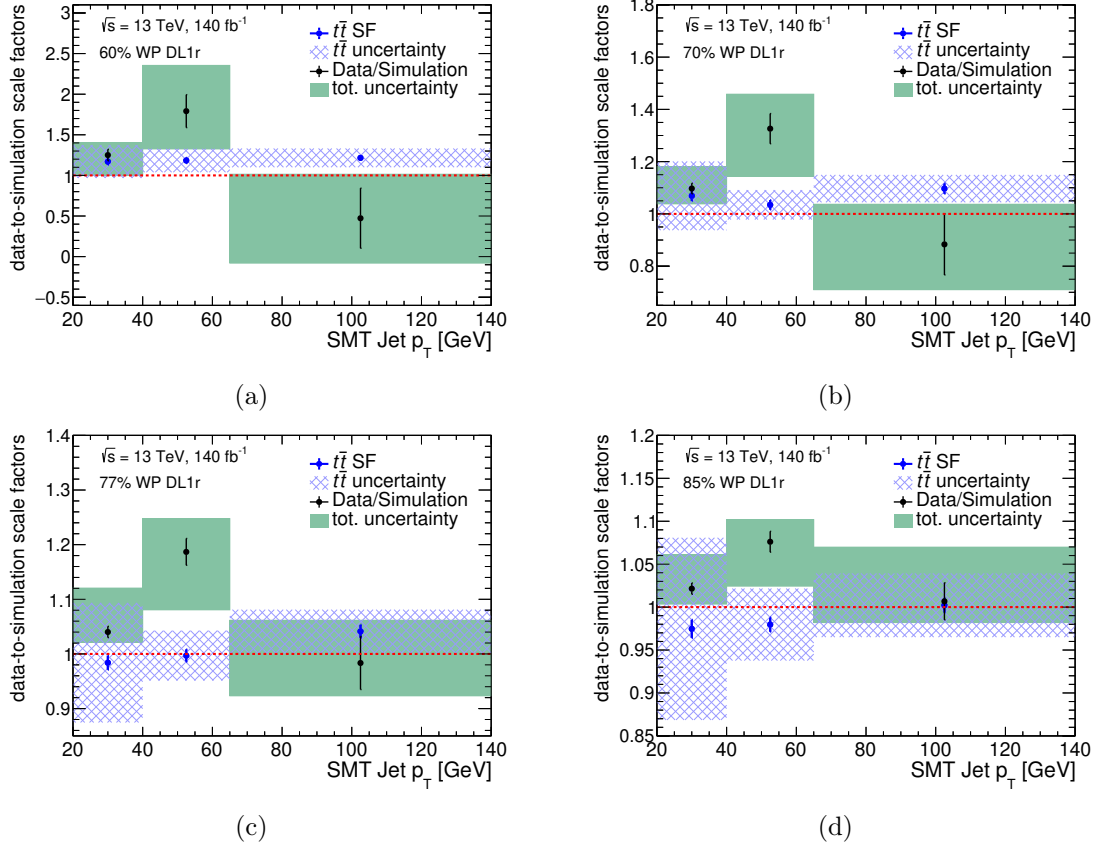 data-to-simulation scale factors
√s = 13 TeV, 140 fb⁻¹
60% WP DL1r
tt̄ SF
tt̄ uncertainty
Data/Simulation
tot. uncertainty
3
2.5
2
1.5
1
0.5
0
−0.5
20 40 60 80 100 120 140
SMT Jet p_T [GeV]
(a)
data-to-simulation scale factors
√s = 13 TeV, 140 fb⁻¹
70% WP DL1r
tt̄ SF
tt̄ uncertainty
Data/Simulation
tot. uncertainty
1.8
1.6
1.4
1.2
1
0.8
20 40 60 80 100 120 140
SMT Jet p_T [GeV]
(b)
data-to-simulation scale factors
√s = 13 TeV, 140 fb⁻¹
77% WP DL1r
tt̄ SF
tt̄ uncertainty
Data/Simulation
tot. uncertainty
1.4
1.3
1.2
1.1
1
0.9
20 40 60 80 100 120 140
SMT Jet p_T [GeV]
(c)
data-to-simulation scale factors
√s = 13 TeV, 140 fb⁻¹
85% WP DL1r
tt̄ SF
tt̄ uncertainty
Data/Simulation
tot. uncertainty
1.2
1.15
1.1
1.05
1
0.95
0.9
0.85
20 40 60 80 100 120 140
SMT Jet p_T [GeV]
(d)